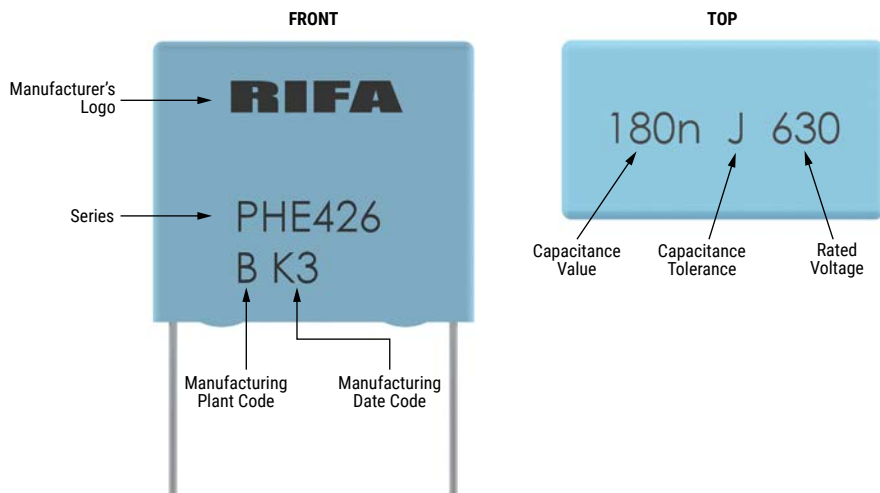 FRONT
Manufacturer's
Logo
RIFA
Series
PHE426
B K3
Manufacturing
Plant Code
Manufacturing
Date Code
TOP
180n J 630
Capacitance
Value
Capacitance
Tolerance
Rated
Voltage